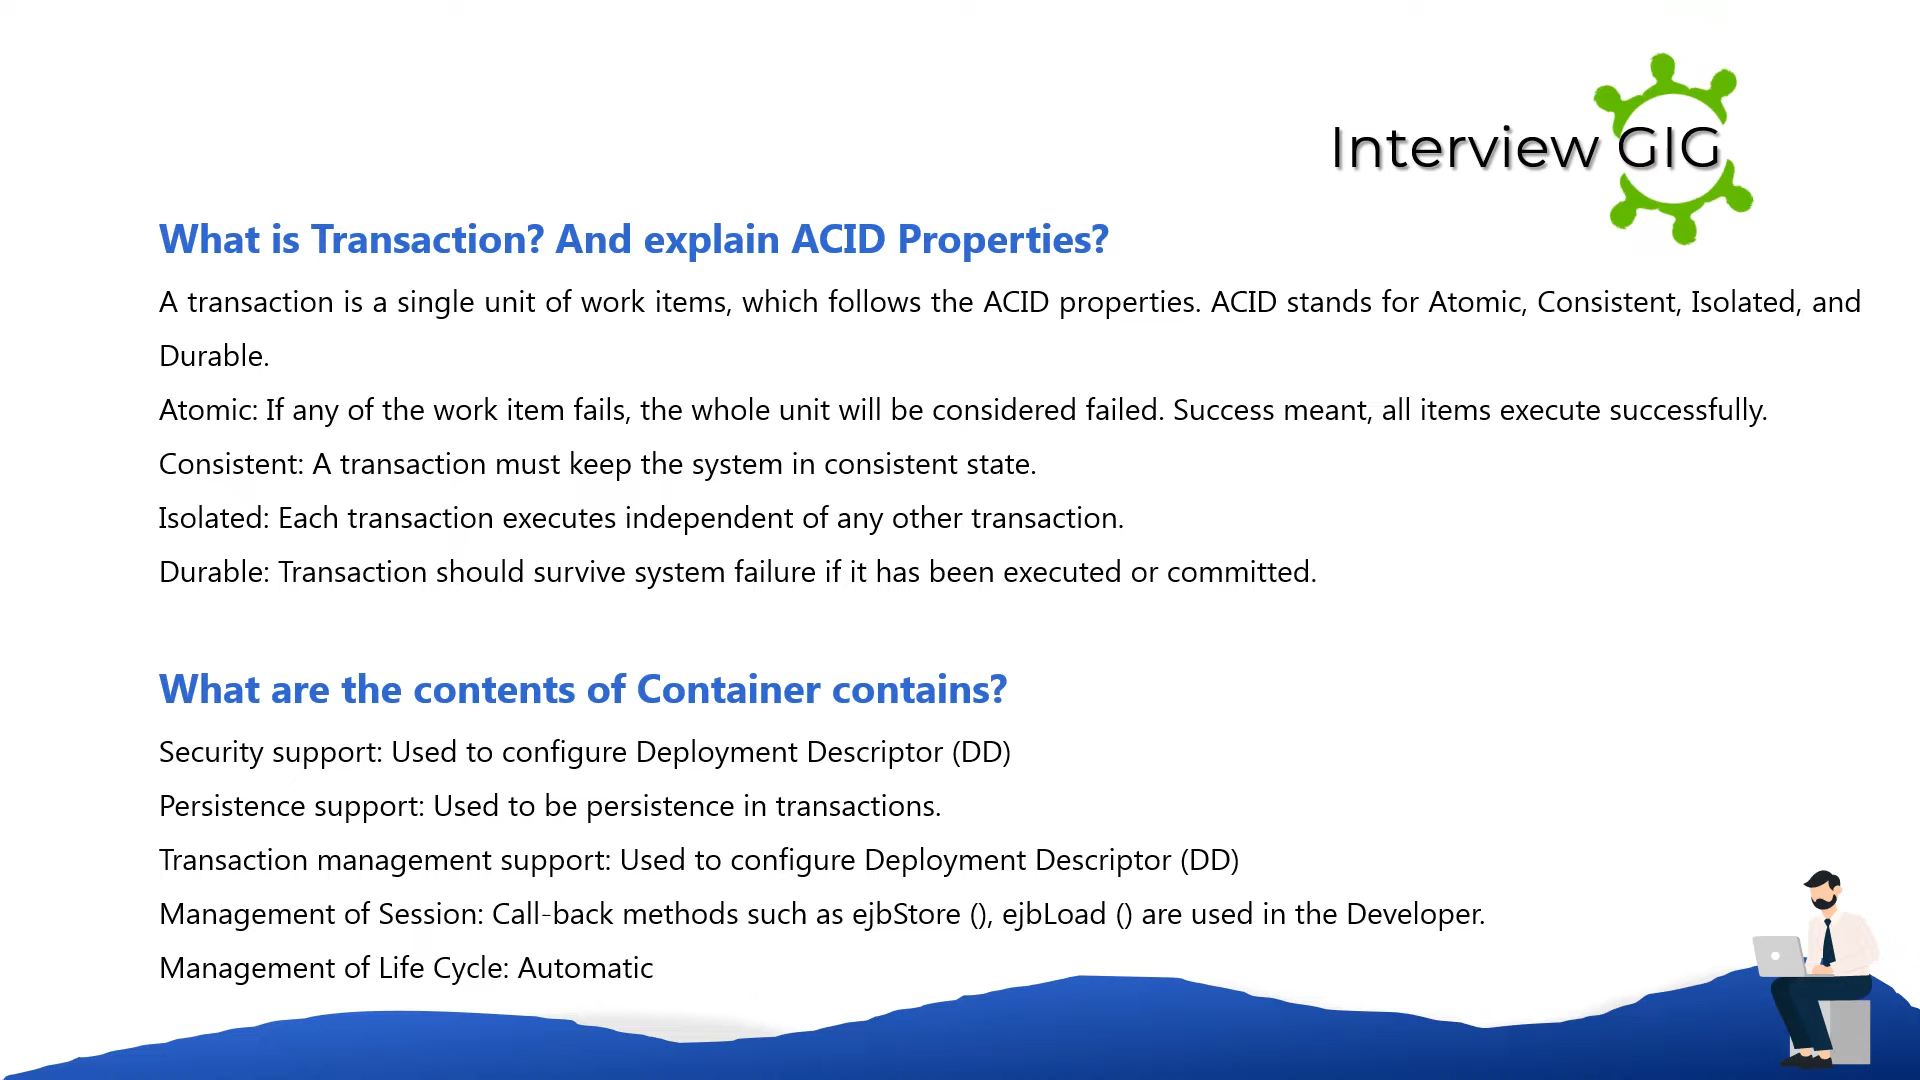 Interview GIG
What is Transaction? And explain ACID Properties?
A transaction is a single unit of work items, which follows the ACID properties. ACID stands for Atomic, Consistent, Isolated, and
Durable.
Atomic: If any of the work item fails, the whole unit will be considered failed. Success meant, all items execute successfully.
Consistent: A transaction must keep the system in consistent state.
Isolated: Each transaction executes independent of any other transaction.
Durable: Transaction should survive system failure if it has been executed or committed.
What are the contents of Container contains?
Security support: Used to configure Deployment Descriptor (DD)
Persistence support: Used to be persistence in transactions.
Transaction management support: Used to configure Deployment Descriptor (DD)
Management of Session: Call-back methods such as ejbStore (), ejbLoad () are used in the Developer.
Management of Life Cycle: Automatic